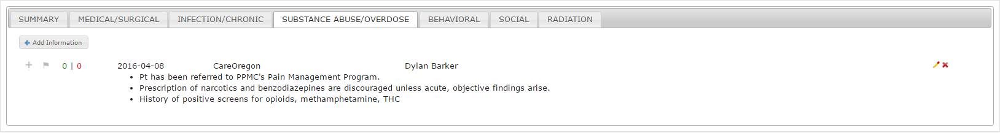 SUMMARY MEDICAL/SURGICAL INFECTION/CHRONIC SUBSTANCE ABUSE/OVERDOSE BEHAVIORAL SOCIAL RADIATION
Add Information
0 | 0 2016-04-08 CareOregon Dylan Barker
• Pt has been referred to PPMC's Pain Management Program.
• Prescription of narcotics and benzodiazepines are discouraged unless acute, objective findings arise.
• History of positive screens for opioids, methamphetamine, THC